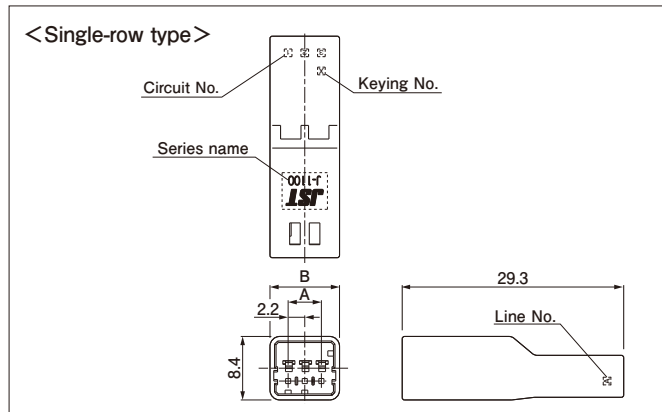 <Single-row type>
Circuit No.
Keying No.
Series name
J-1100
JST
B
A
2.2
8.4
29.3
Line No.